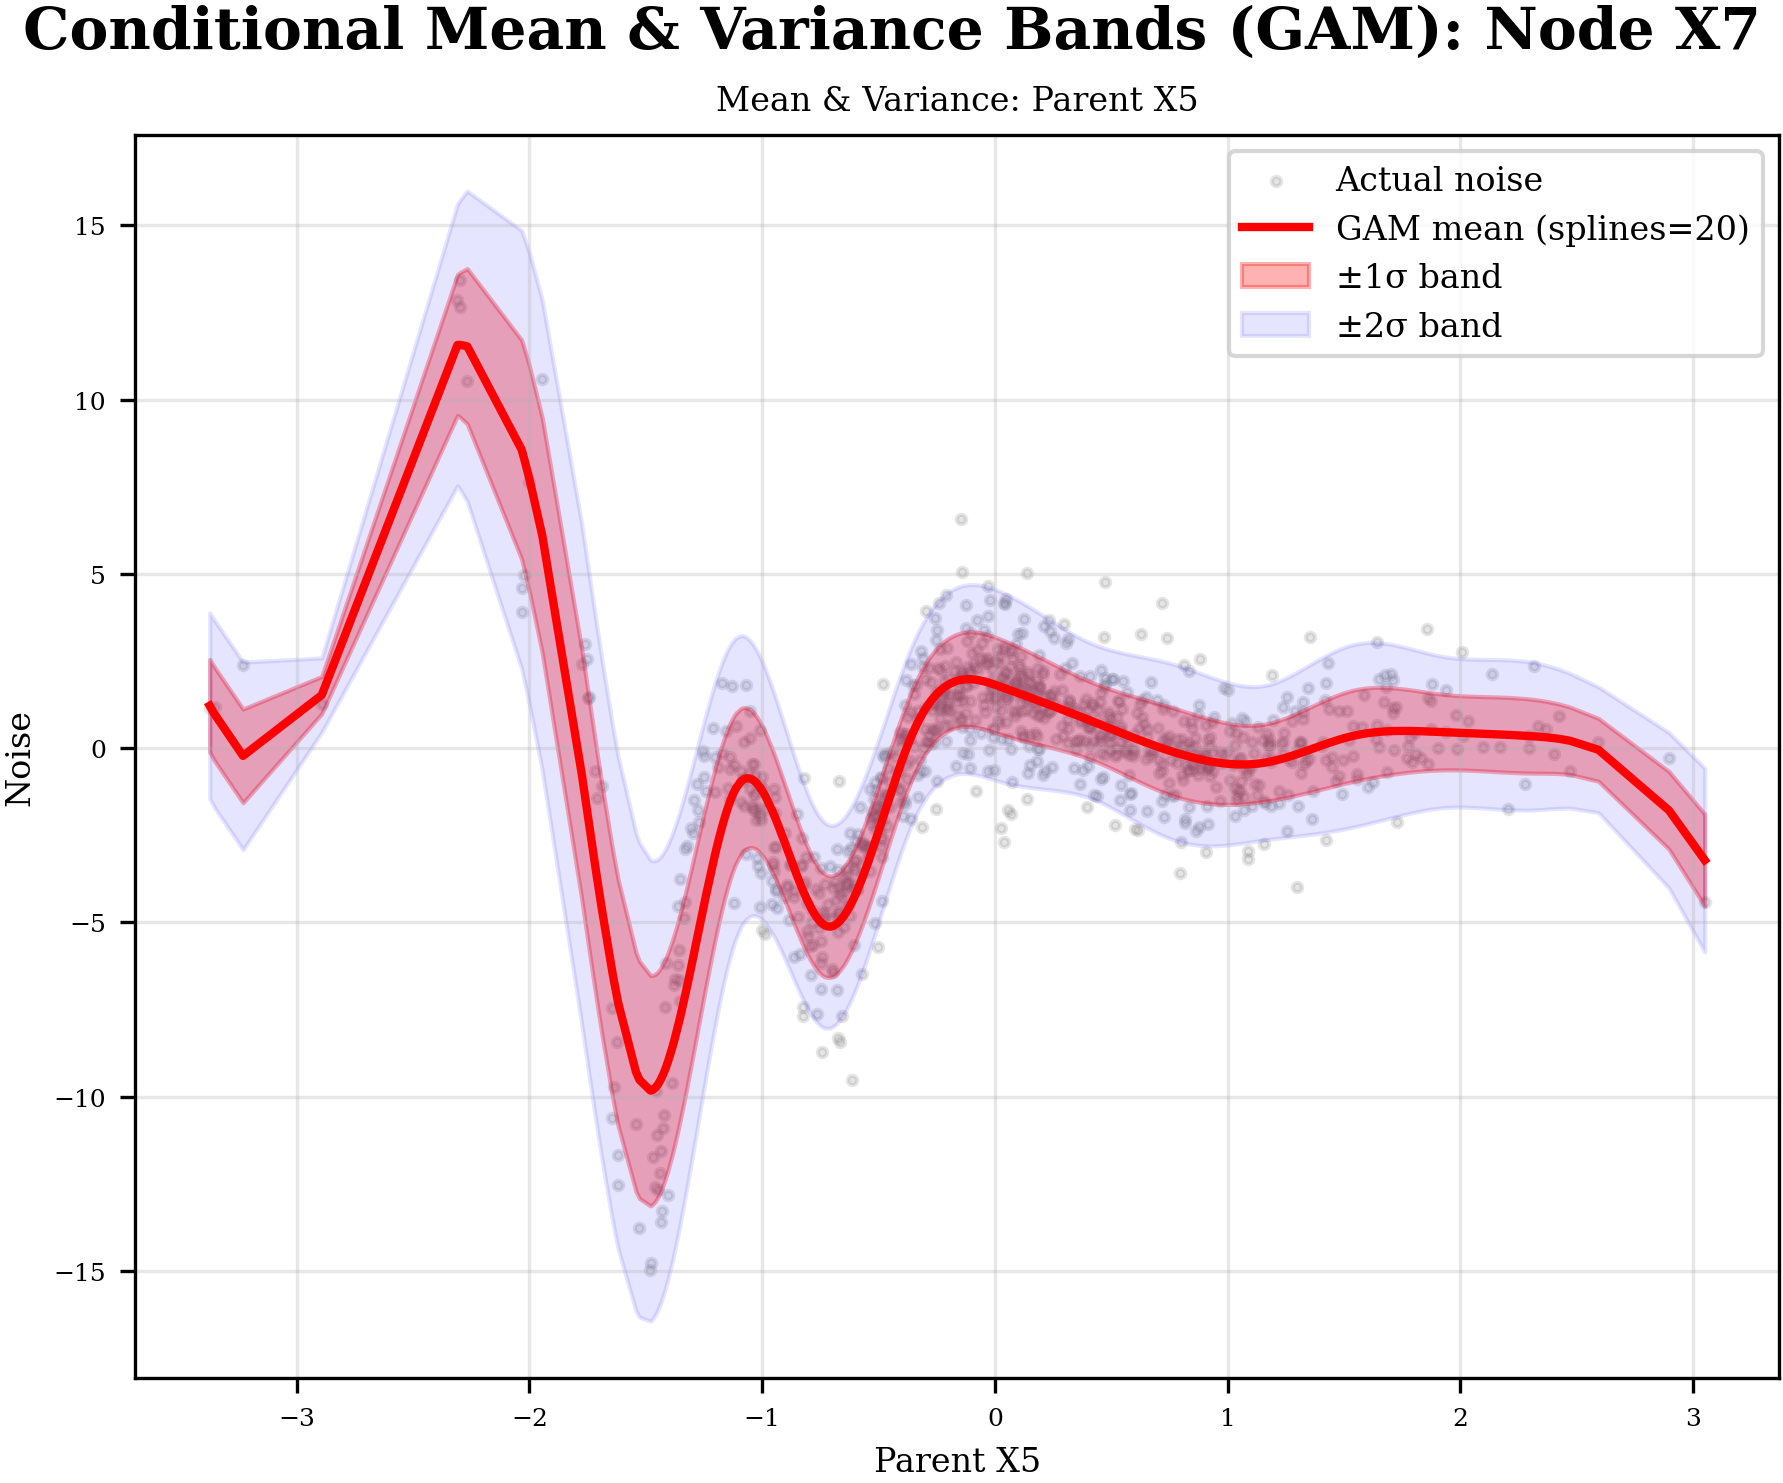 Conditional Mean & Variance Bands (GAM): Node X7
Mean & Variance: Parent X5
Actual noise
GAM mean (splines=20)
±1σ band
±2σ band
Noise
15
10
5
0
−5
−10
−15
−3
−2
−1
0
1
2
3
Parent X5